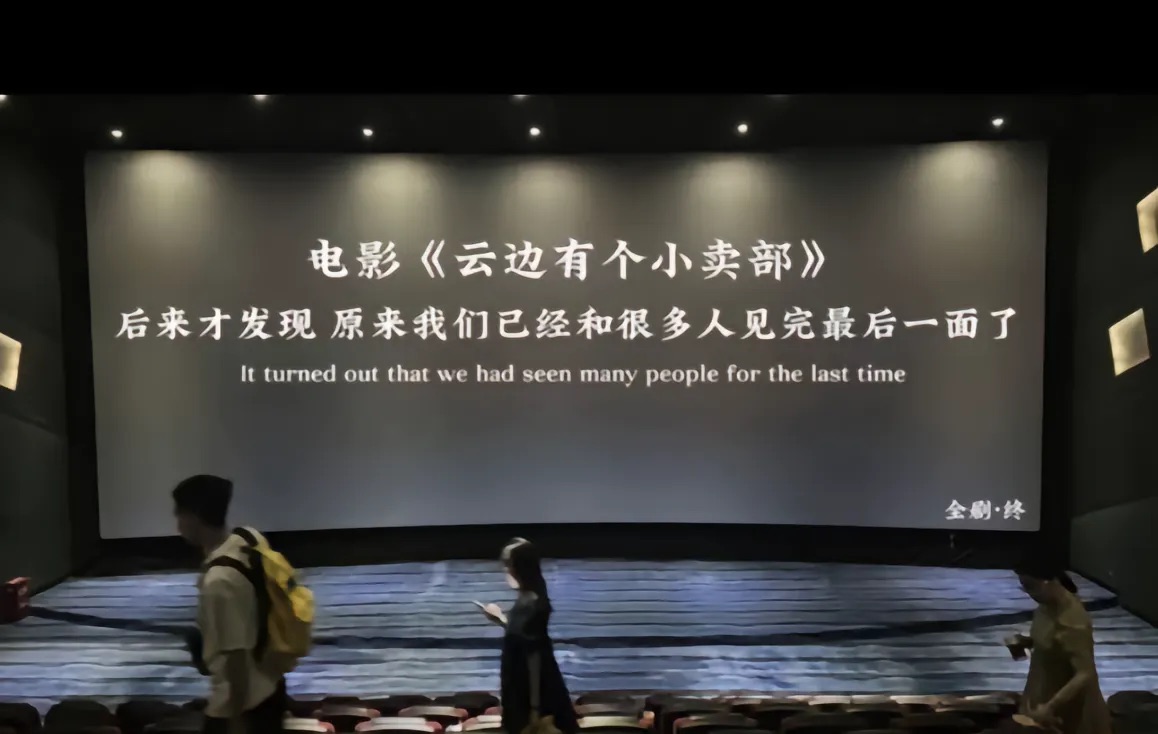 电影《云边有个小卖部》
后来才发现 原来我们已经和很多人见完最后一面了
It turned out that we had seen many people for the last time
全剧·终